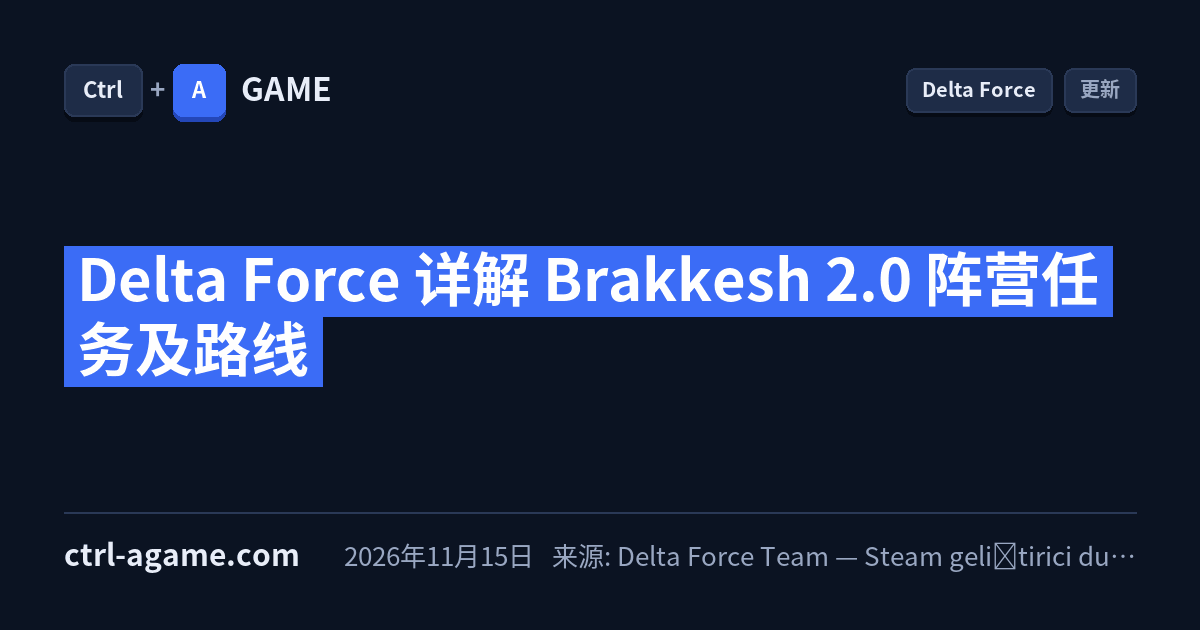 Ctrl + A GAME
Delta Force 更新
Delta Force 详解 Brakkesh 2.0 阵营任
务及路线
ctrl-agame.com 2026年11月15日 来源: Delta Force Team — Steam geli☒tirici du…